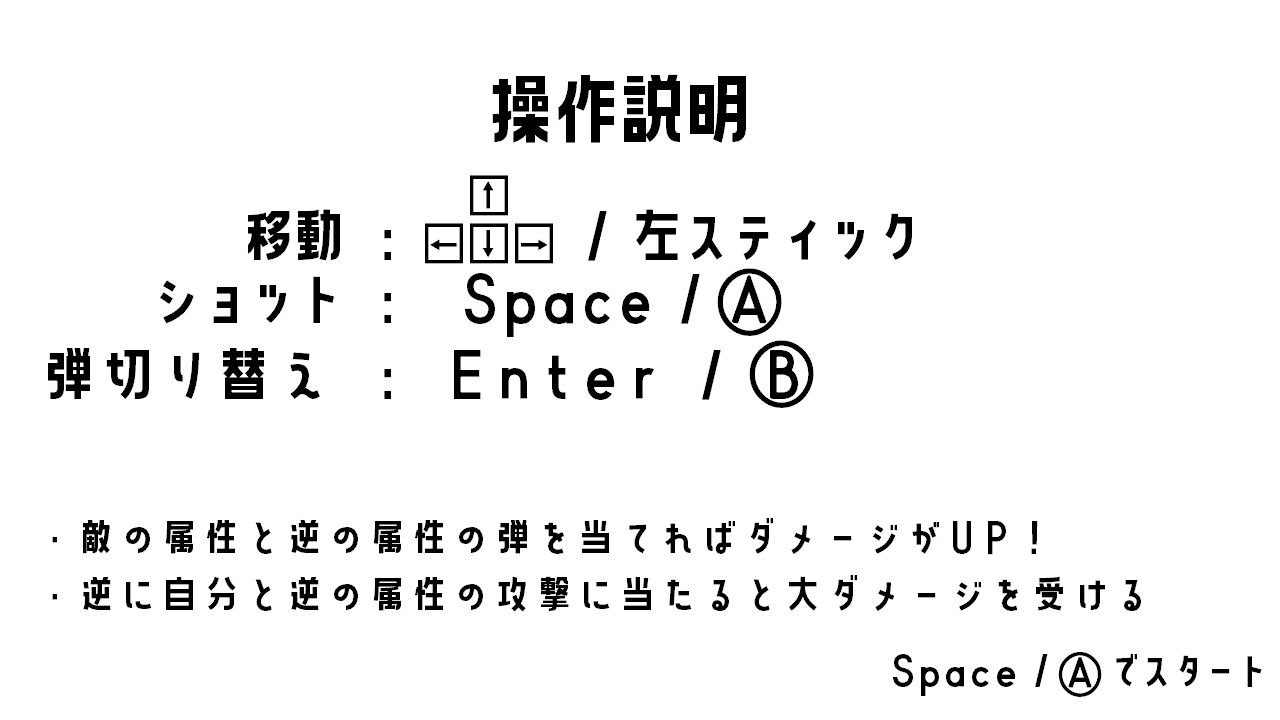 操作説明
移動 : ↑←↓→ / 左スティック
ショット : Space / Ⓐ
弾切り替え : Enter / Ⓑ
・敵の属性と逆の属性の弾を当てればダメージがUP!
・逆に自分と逆の属性の攻撃に当たると大ダメージを受ける
Space / Ⓐでスタート